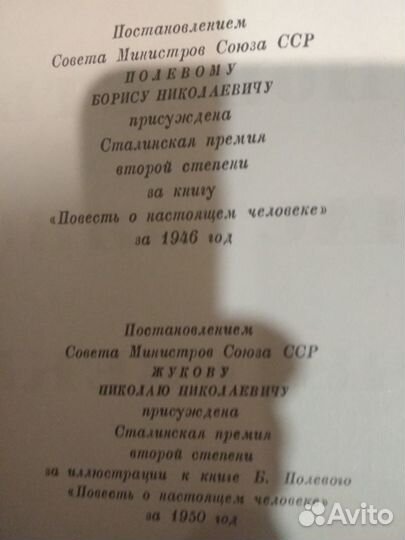 Постановлением
Совета Министров Союза ССР
ПОЛЕВОМУ
БОРИСУ НИКОЛАЕВИЧУ
присуждена
Сталинская премия
второй степени
за книгу
«Повесть о настоящем человеке»
за 1946 год
Постановлением
Совета Министров Союза ССР
ЖУКОВУ
НИКОЛАЮ НИКОЛАЕВИЧУ
присуждена
Сталинская премия
второй степени
за иллюстрации к книге Б. Полевого
«Повесть о настоящем человеке»
за 1950 год
Avito